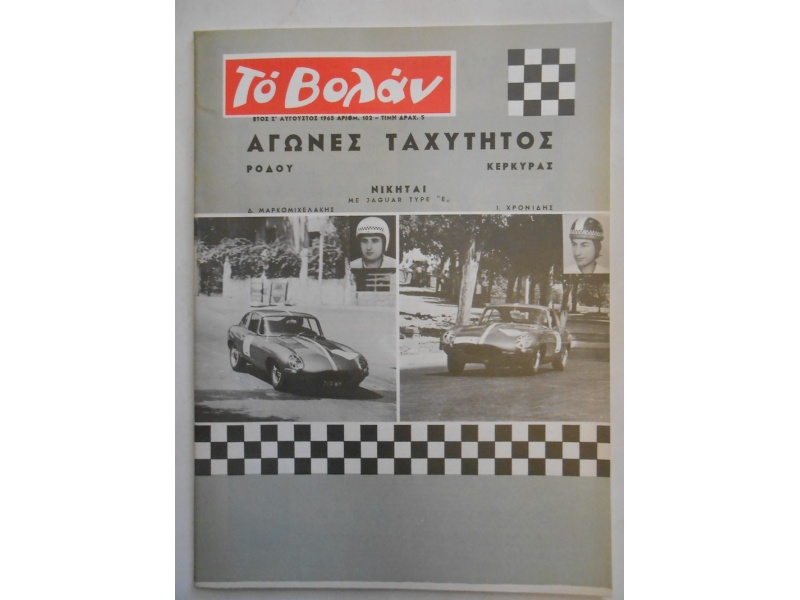 Τό Βολάν
ΕΤΟΣ Σ' ΑΥΓΟΥΣΤΟΣ 1965 ΑΡΙΘΜ. 102 - ΤΙΜΗ ΔΡΑΧ. 5
ΑΓΩΝΕΣ ΤΑΧΥΤΗΤΟΣ
ΡΟΔΟΥ ΚΕΡΚΥΡΑΣ
ΝΙΚΗΤΑΙ
ΜΕ JAGUAR TYPE "E„
Δ. ΜΑΡΚΟΜΙΧΕΛΑΚΗΣ Ι. ΧΡΟΝΙΔΗΣ